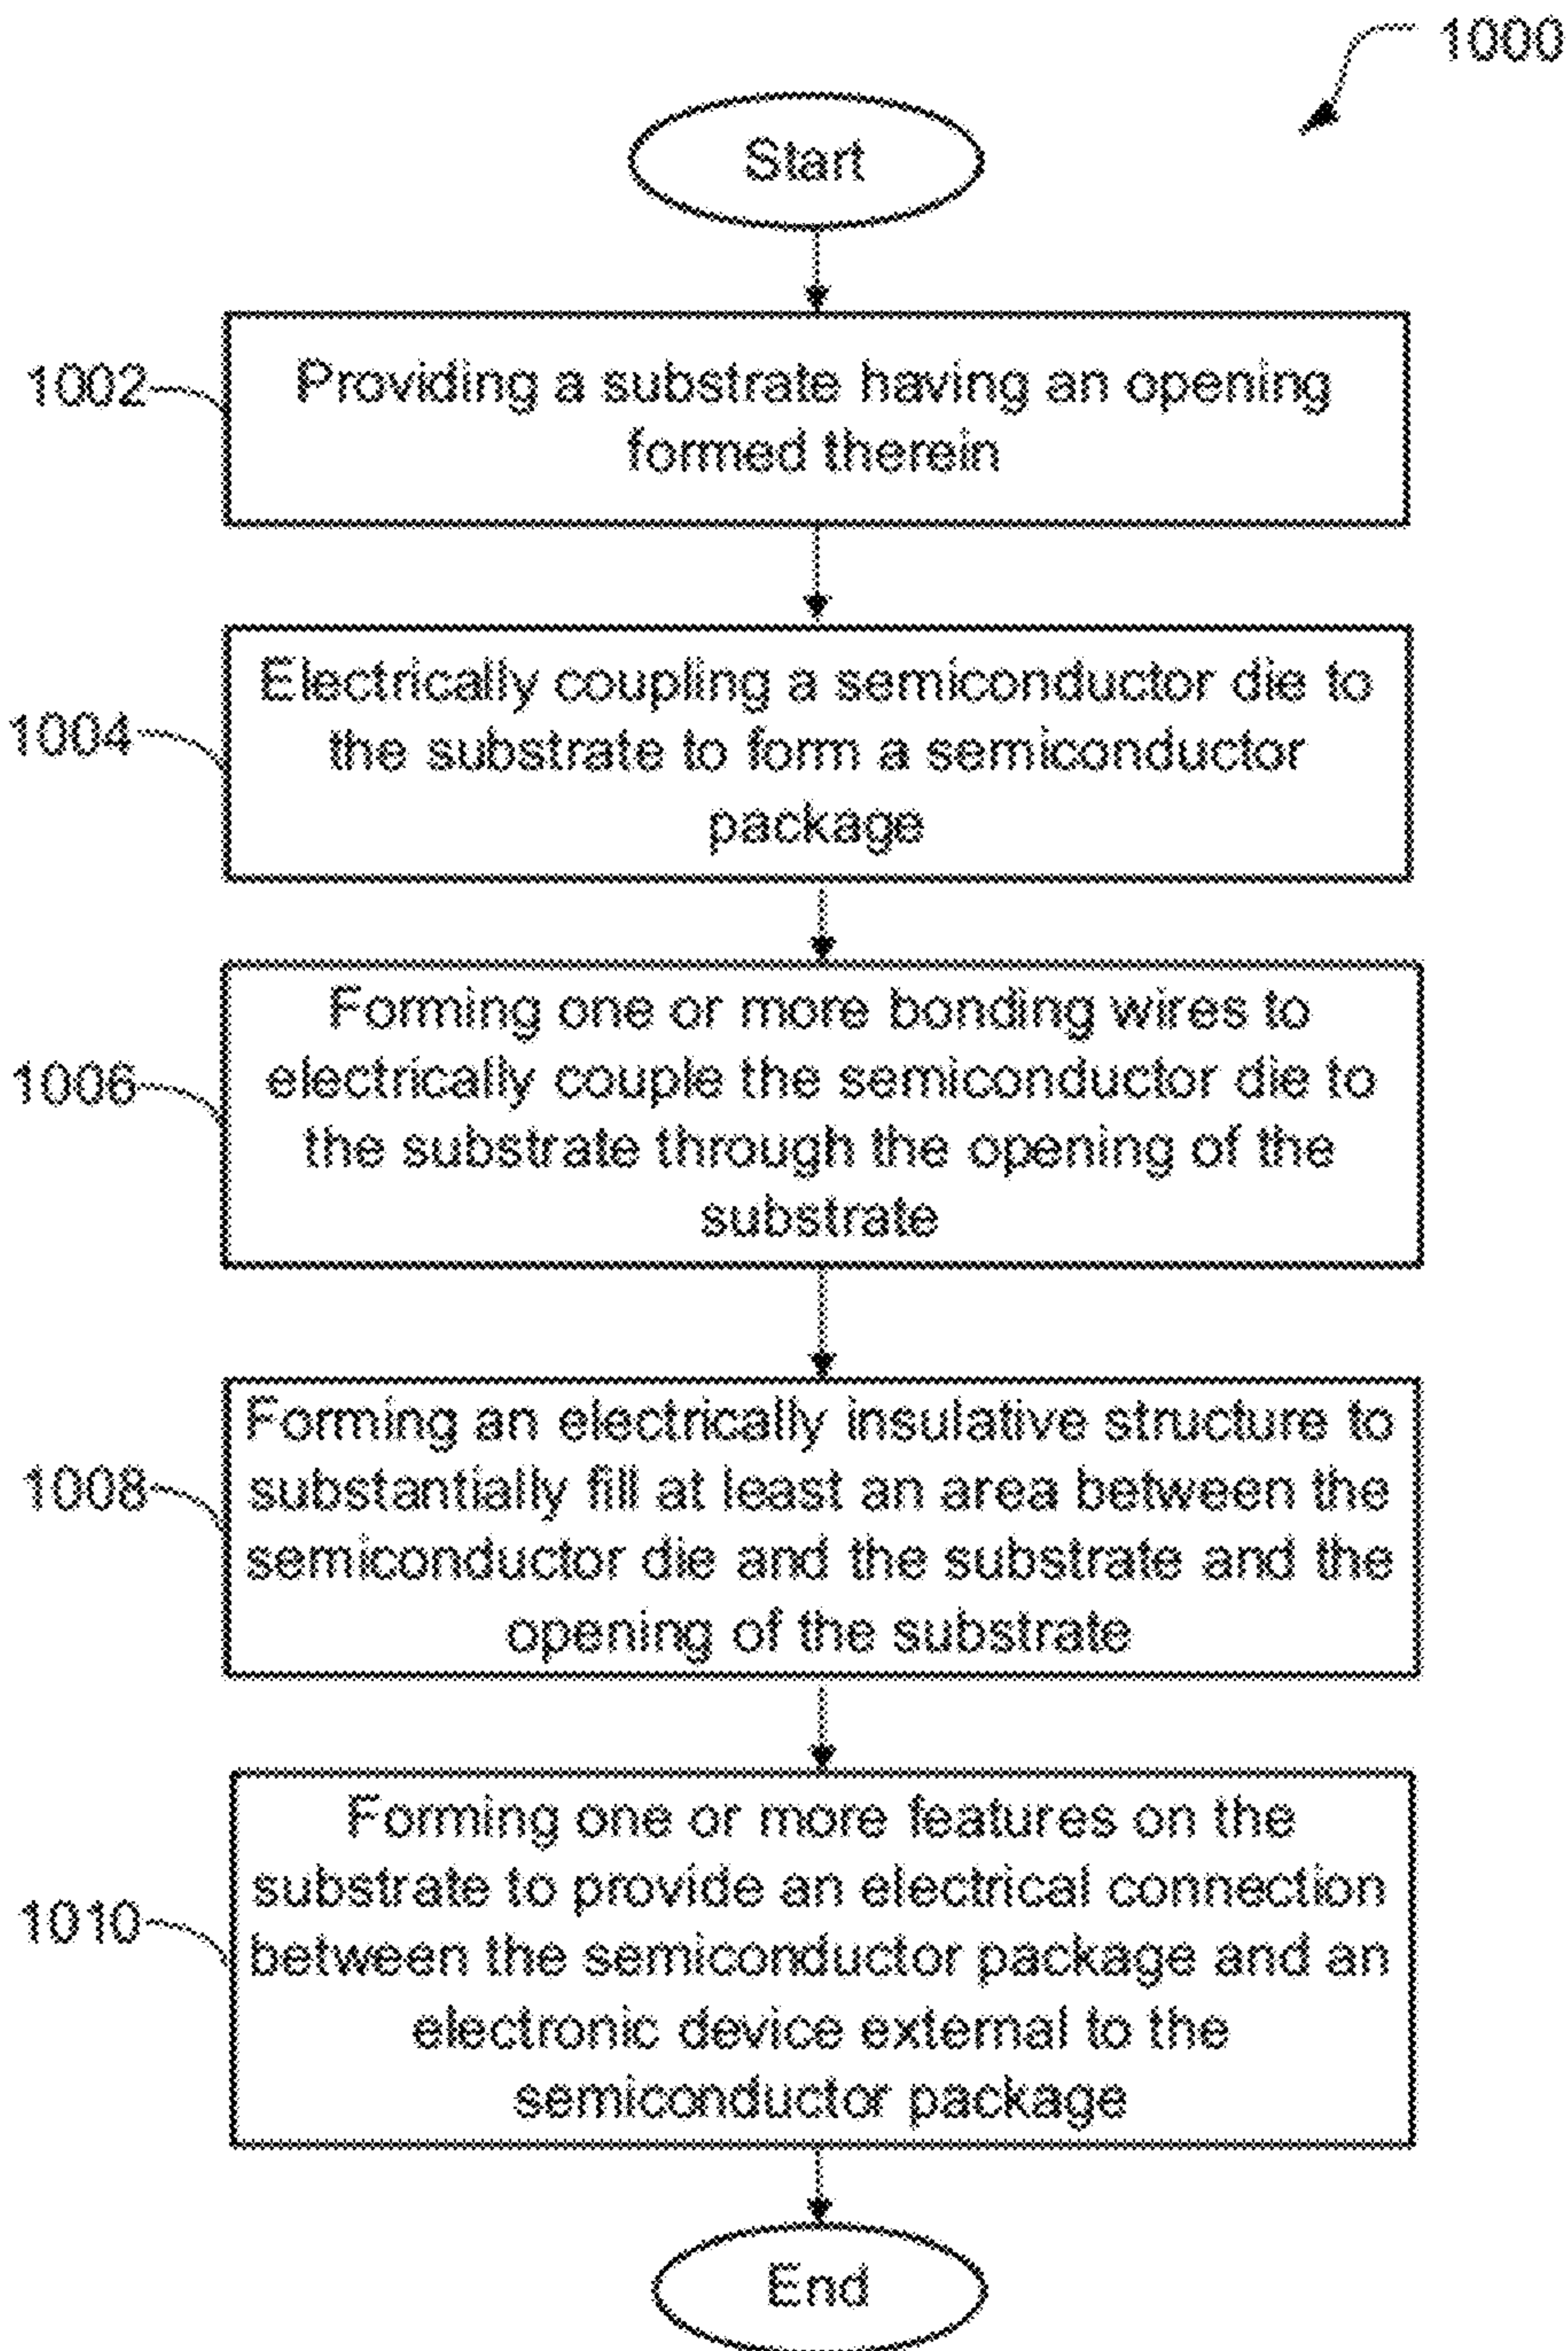 1000
Start
1002
Providing a substrate having an opening
formed therein
1004
Electrically coupling a semiconductor die to
the substrate to form a semiconductor
package
1006
Forming one or more bonding wires to
electrically couple the semiconductor die to
the substrate through the opening of the
substrate
1008
Forming an electrically insulative structure to
substantially fill at least an area between the
semiconductor die and the substrate and the
opening of the substrate
1010
Forming one or more features on the
substrate to provide an electrical connection
between the semiconductor package and an
electronic device external to the
semiconductor package
End